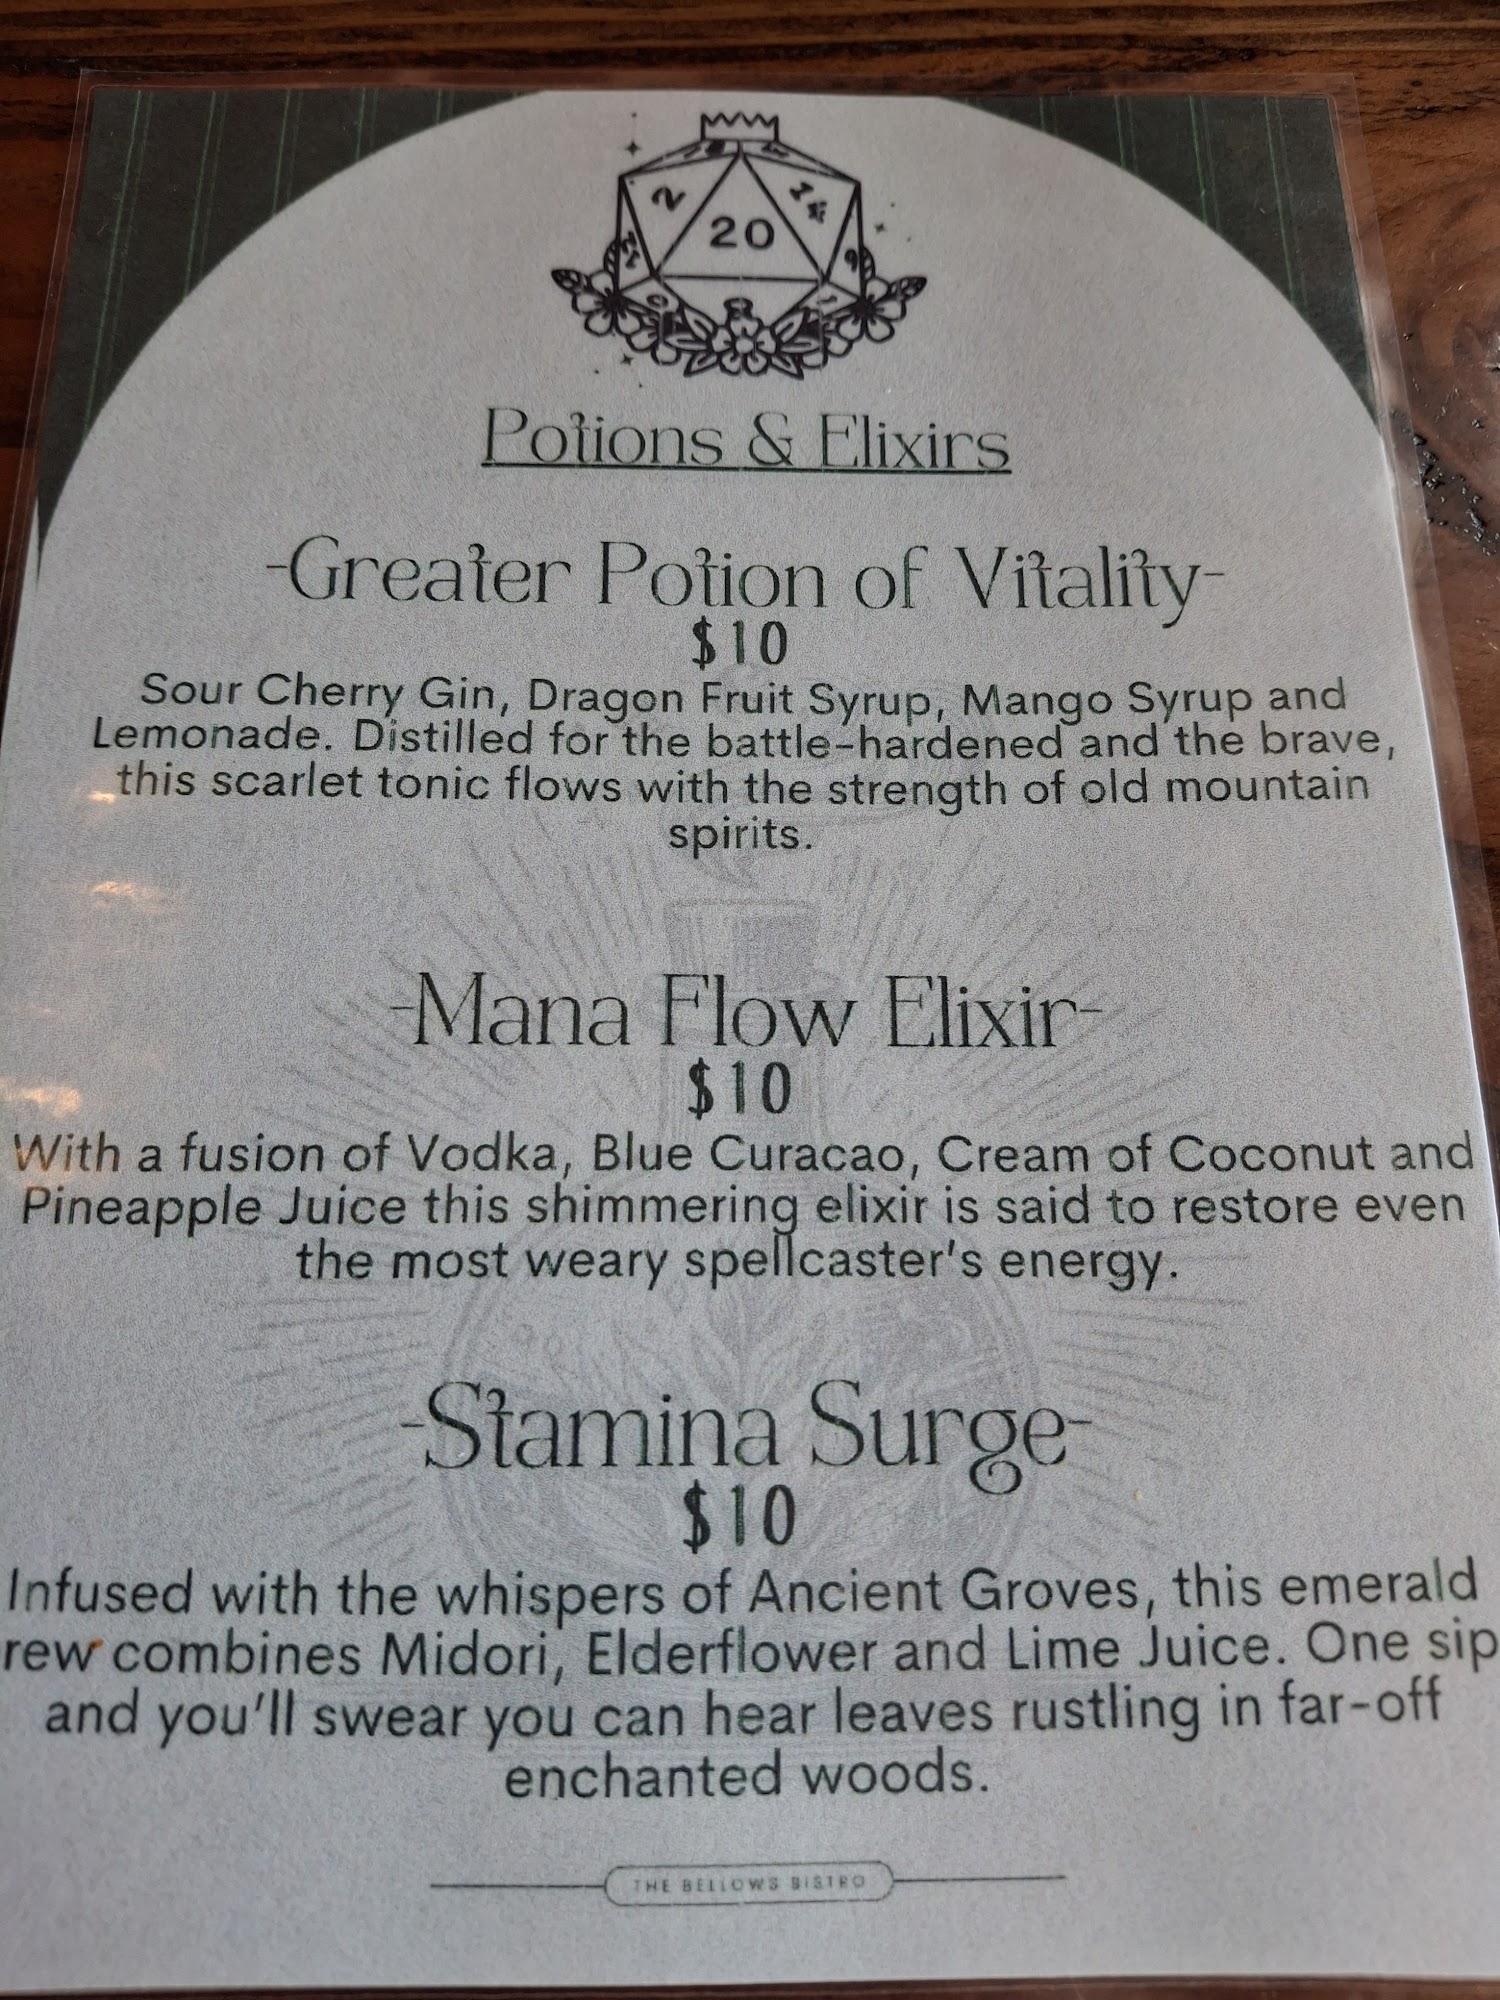 2
20
Potions & Elixirs
-Greater Potion of Vitality-
$10
Sour Cherry Gin, Dragon Fruit Syrup, Mango Syrup and
Lemonade. Distilled for the battle-hardened and the brave,
this scarlet tonic flows with the strength of old mountain
spirits.
-Mana Flow Elixir-
$10
With a fusion of Vodka, Blue Curacao, Cream of Coconut and
Pineapple Juice this shimmering elixir is said to restore even
the most weary spellcaster's energy.
-Stamina Surge-
$10
Infused with the whispers of Ancient Groves, this emerald
rew combines Midori, Elderflower and Lime Juice. One sip
and you'll swear you can hear leaves rustling in far-off
enchanted woods.
THE BELLOWS BISTRO